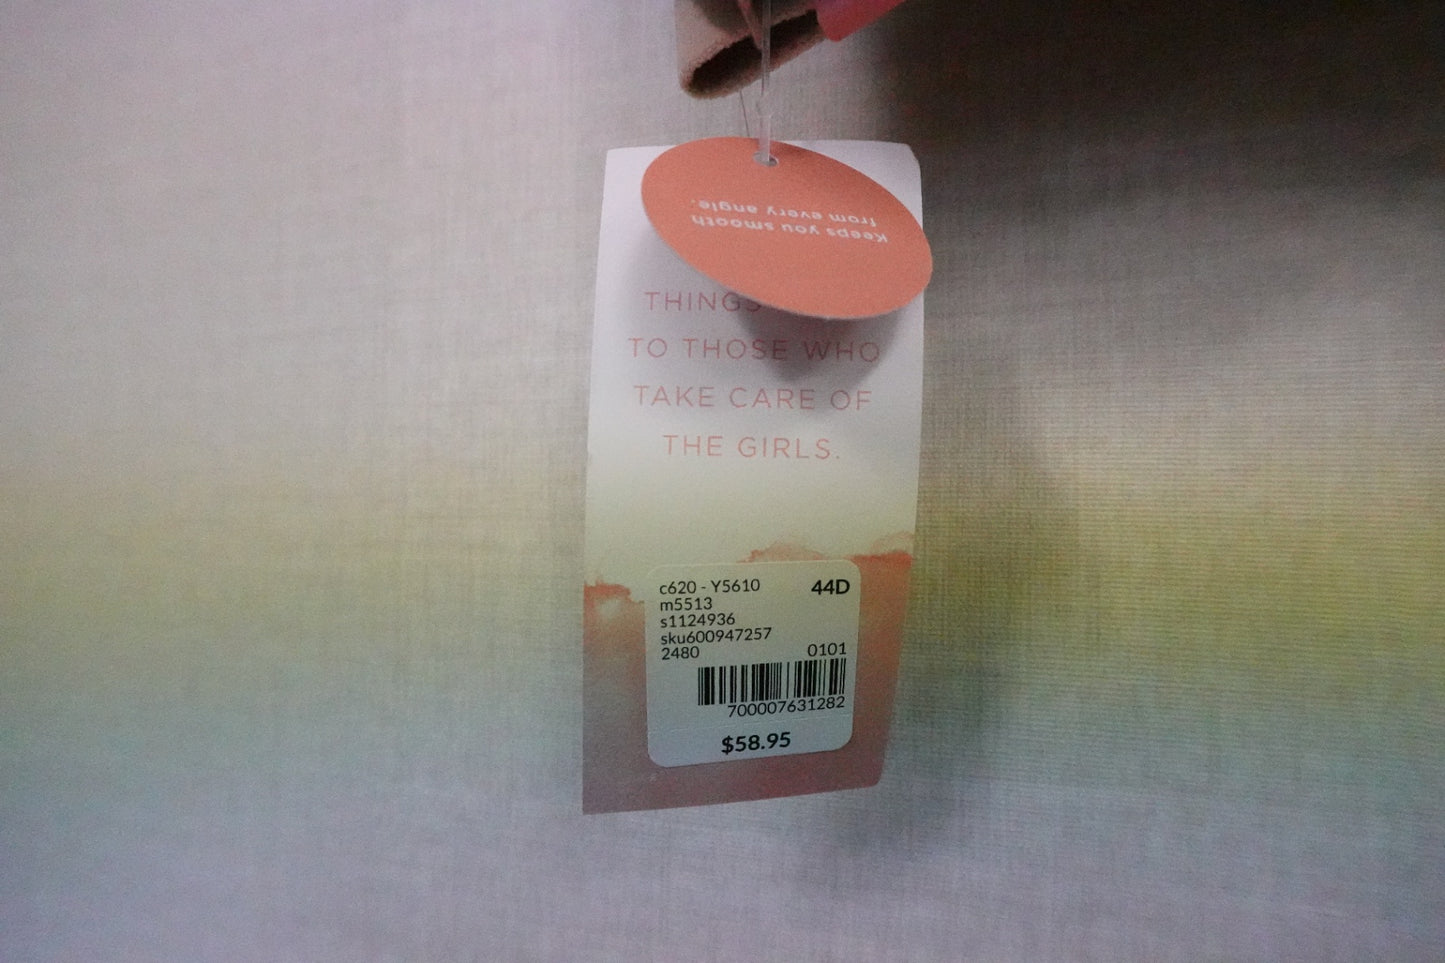 Keeps you smooth
from every angle.
THINGS
TO THOSE WHO
TAKE CARE OF
THE GIRLS.
c620 - Y5610 44D
m5513
s1124936
sku600947257
2480 0101
700007631282
$58.95